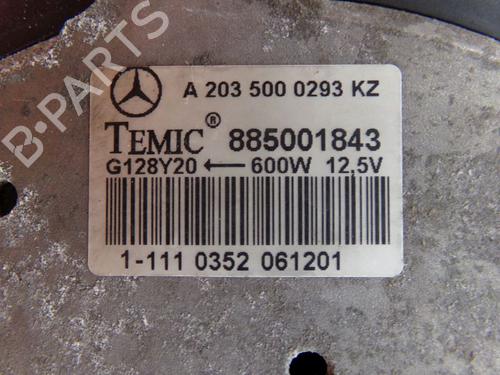 B-PARTS
A 203 500 0293 KZ
TEMIC ® 885001843
G128Y20 ← 600W 12,5V
1-111 0352 061201